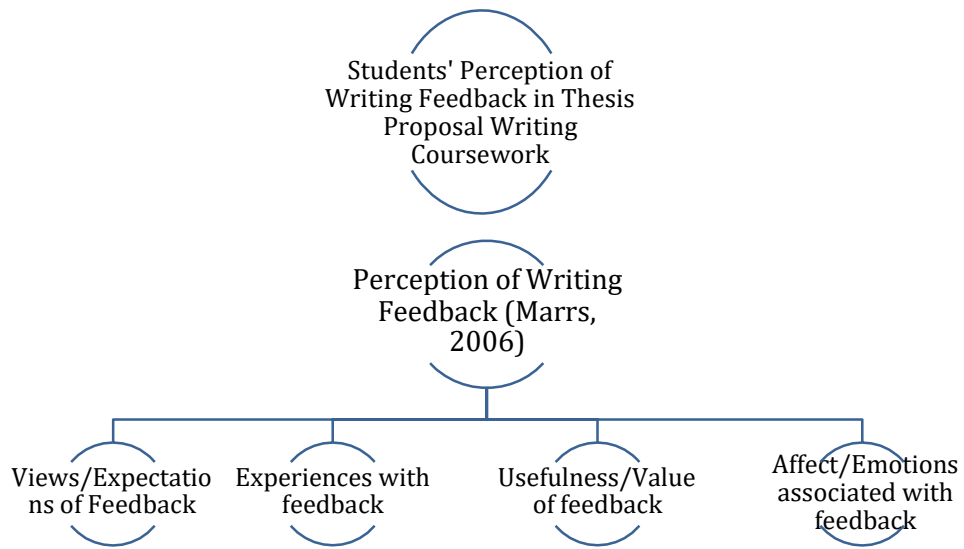 Students' Perception of
Writing Feedback in Thesis
Proposal Writing
Coursework
Perception of Writing
Feedback (Marrs,
2006)
Views/Expectatio
ns of Feedback
Experiences with
feedback
Usefulness/Value
of feedback
Affect/Emotions
associated with
feedback